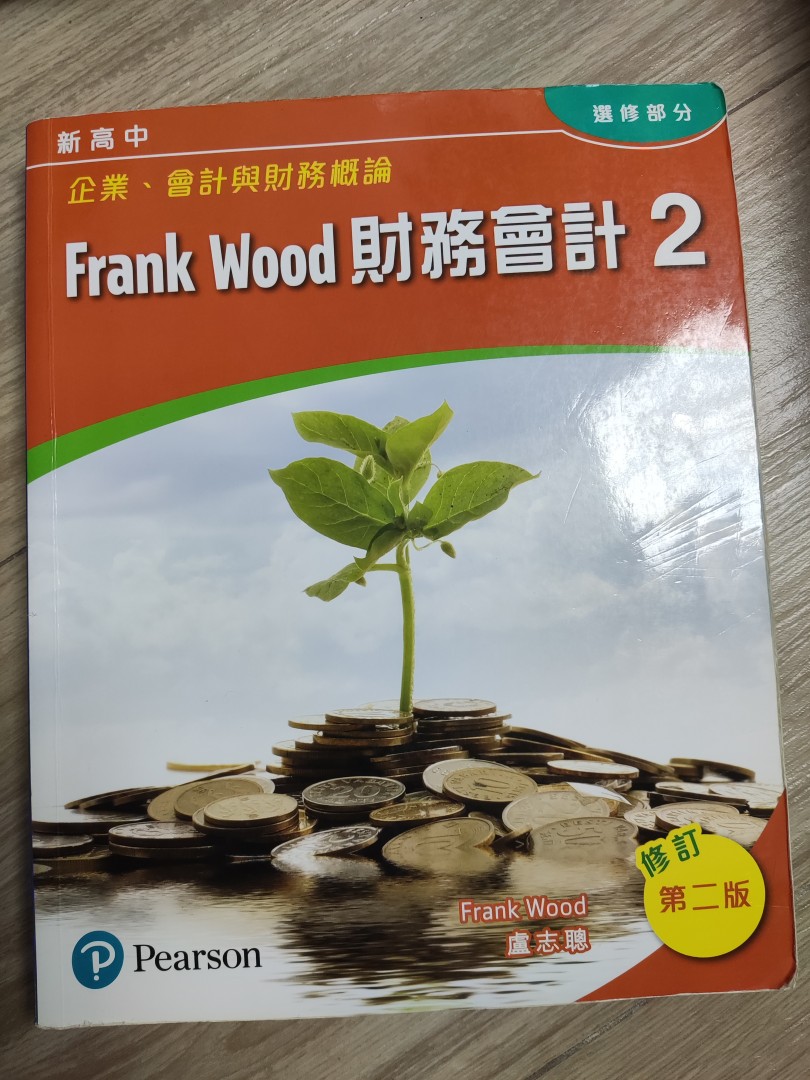 新高中
選修部分
企業、會計與財務概論
Frank Wood 財務會計 2
修訂
第二版
Frank Wood
盧志聰
Pearson